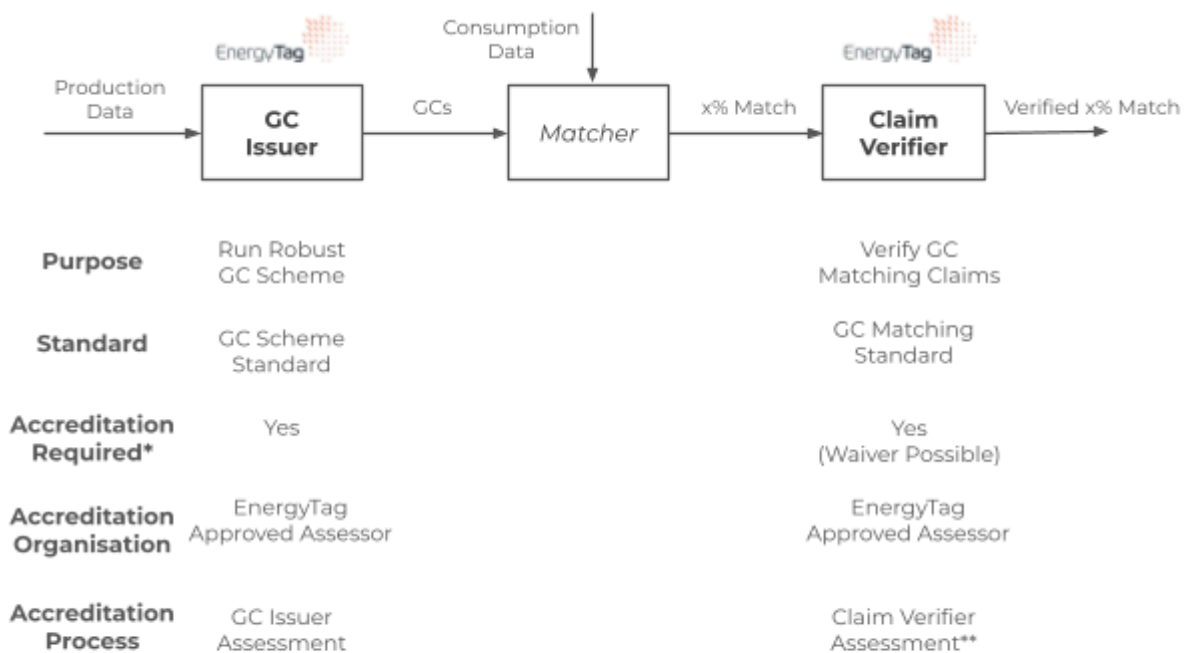 EnergyTag
Consumption
Data
EnergyTag
Production
Data
GC
Issuer
GCs
Matcher
x% Match
Claim
Verifier
Verified x% Match
Purpose
Run Robust
GC Scheme
Verify GC
Matching Claims
Standard
GC Scheme
Standard
GC Matching
Standard
Accreditation
Required*
Yes
Yes
(Waiver Possible)
Accreditation
Organisation
EnergyTag
Approved Assessor
EnergyTag
Approved Assessor
Accreditation
Process
GC Issuer
Assessment
Claim Verifier
Assessment**